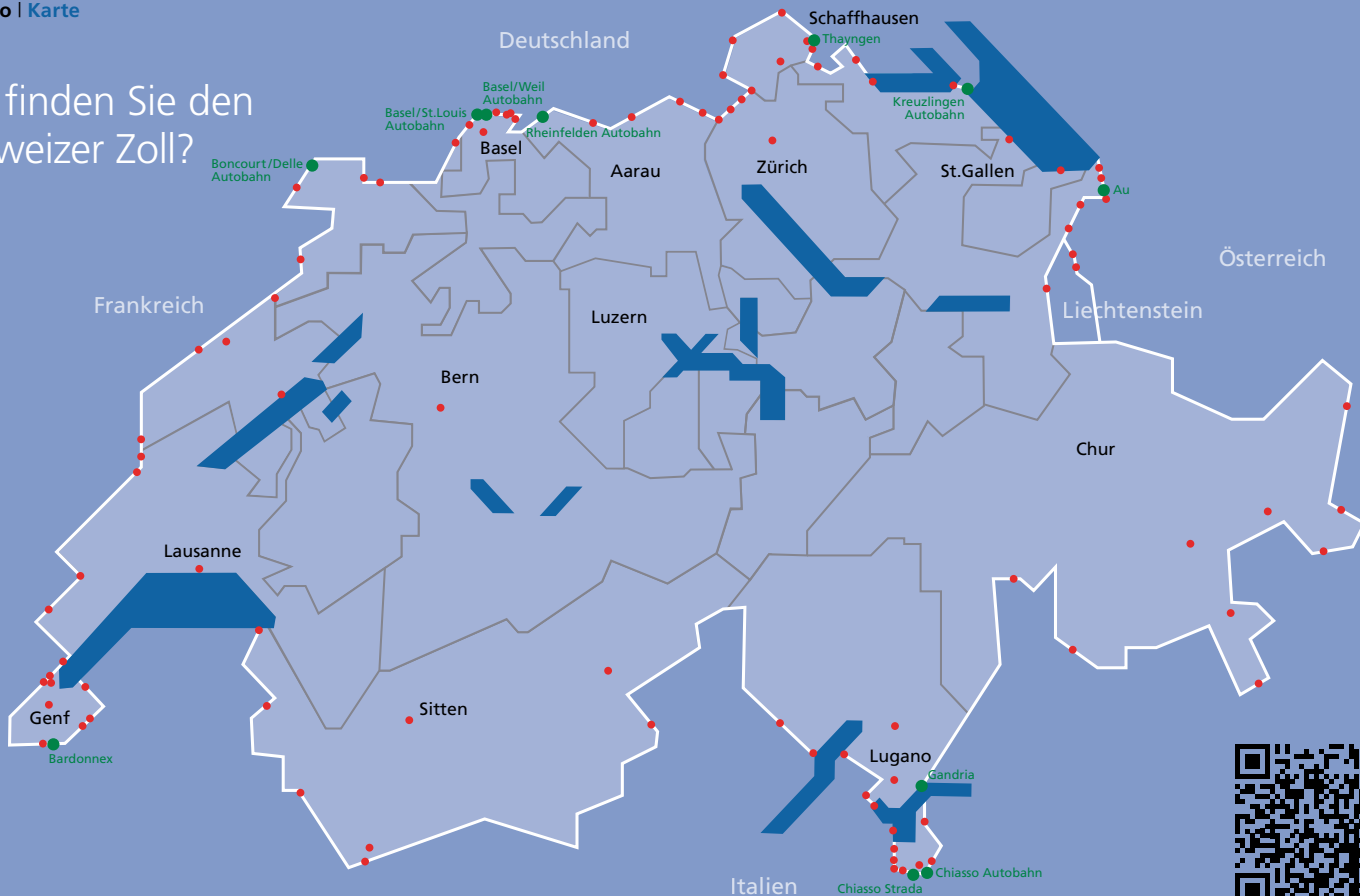 o | Karte
finden Sie den
weizer Zoll?
Deutschland
Schaffhausen
Thayngen
Basel/Weil
Autobahn
Basel/St.Louis
Autobahn
Rheinfelden Autobahn
Kreuzlingen
Autobahn
Basel
Boncourt/Delle
Autobahn
Aarau
Zürich
St.Gallen
Au
Österreich
Frankreich
Luzern
Liechtenstein
Bern
Chur
Lausanne
Sitten
Genf
Bardonnex
Lugano
Gandria
Chiasso Autobahn
Chiasso Strada
Italien